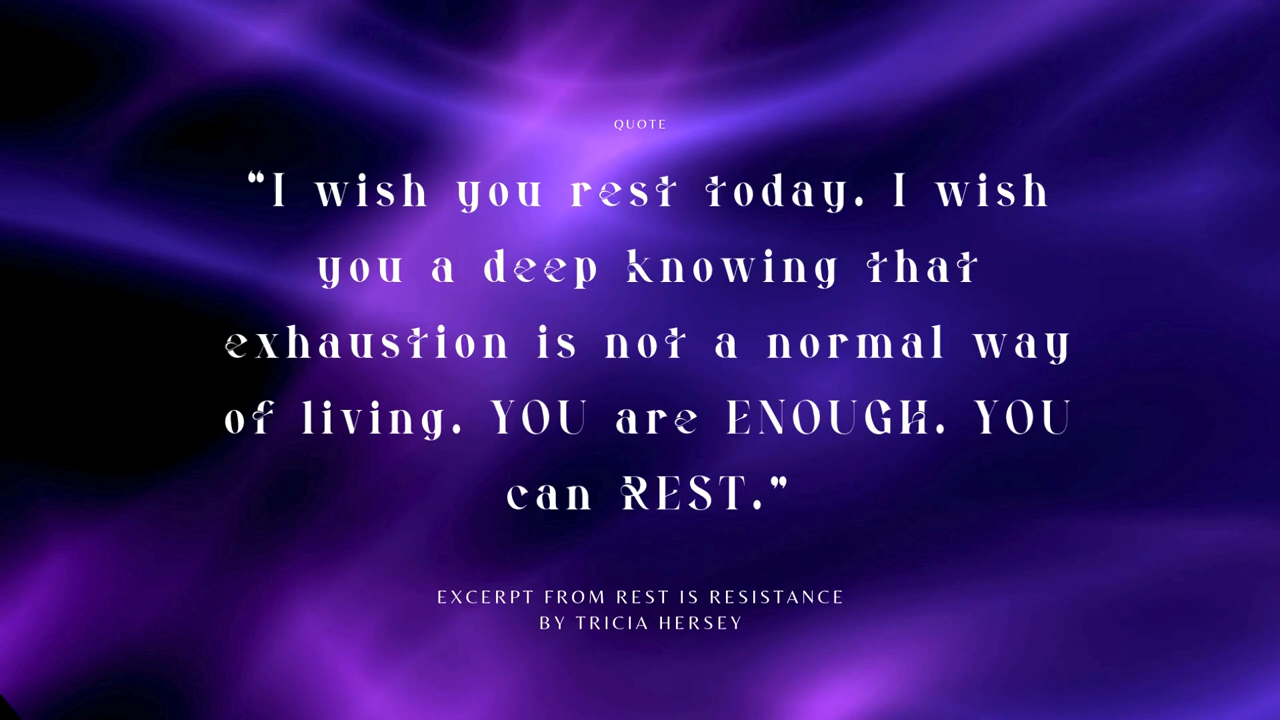 QUOTE
“I wish you rest today. I wish
you a deep knowing that
exhaustion is not a normal way
of living. YOU are ENOUGH. YOU
can REST.”
EXCERPT FROM REST IS RESISTANCE
BY TRICIA HERSEY